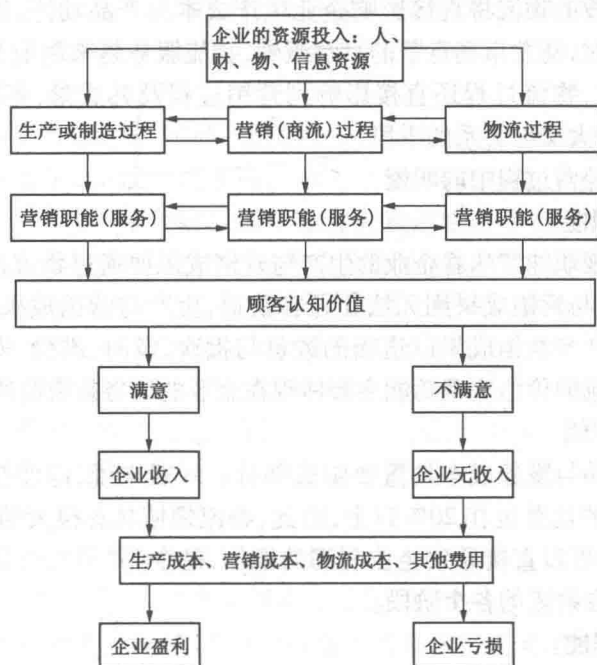 企业的资源投入：人、
财、物、信息资源
生产或制造过程
营销(商流)过程
物流过程
营销职能(服务)
营销职能(服务)
营销职能(服务)
顾客认知价值
满意
不满意
企业收入
企业无收入
生产成本、营销成本、物流成本、其他费用
企业盈利
企业亏损